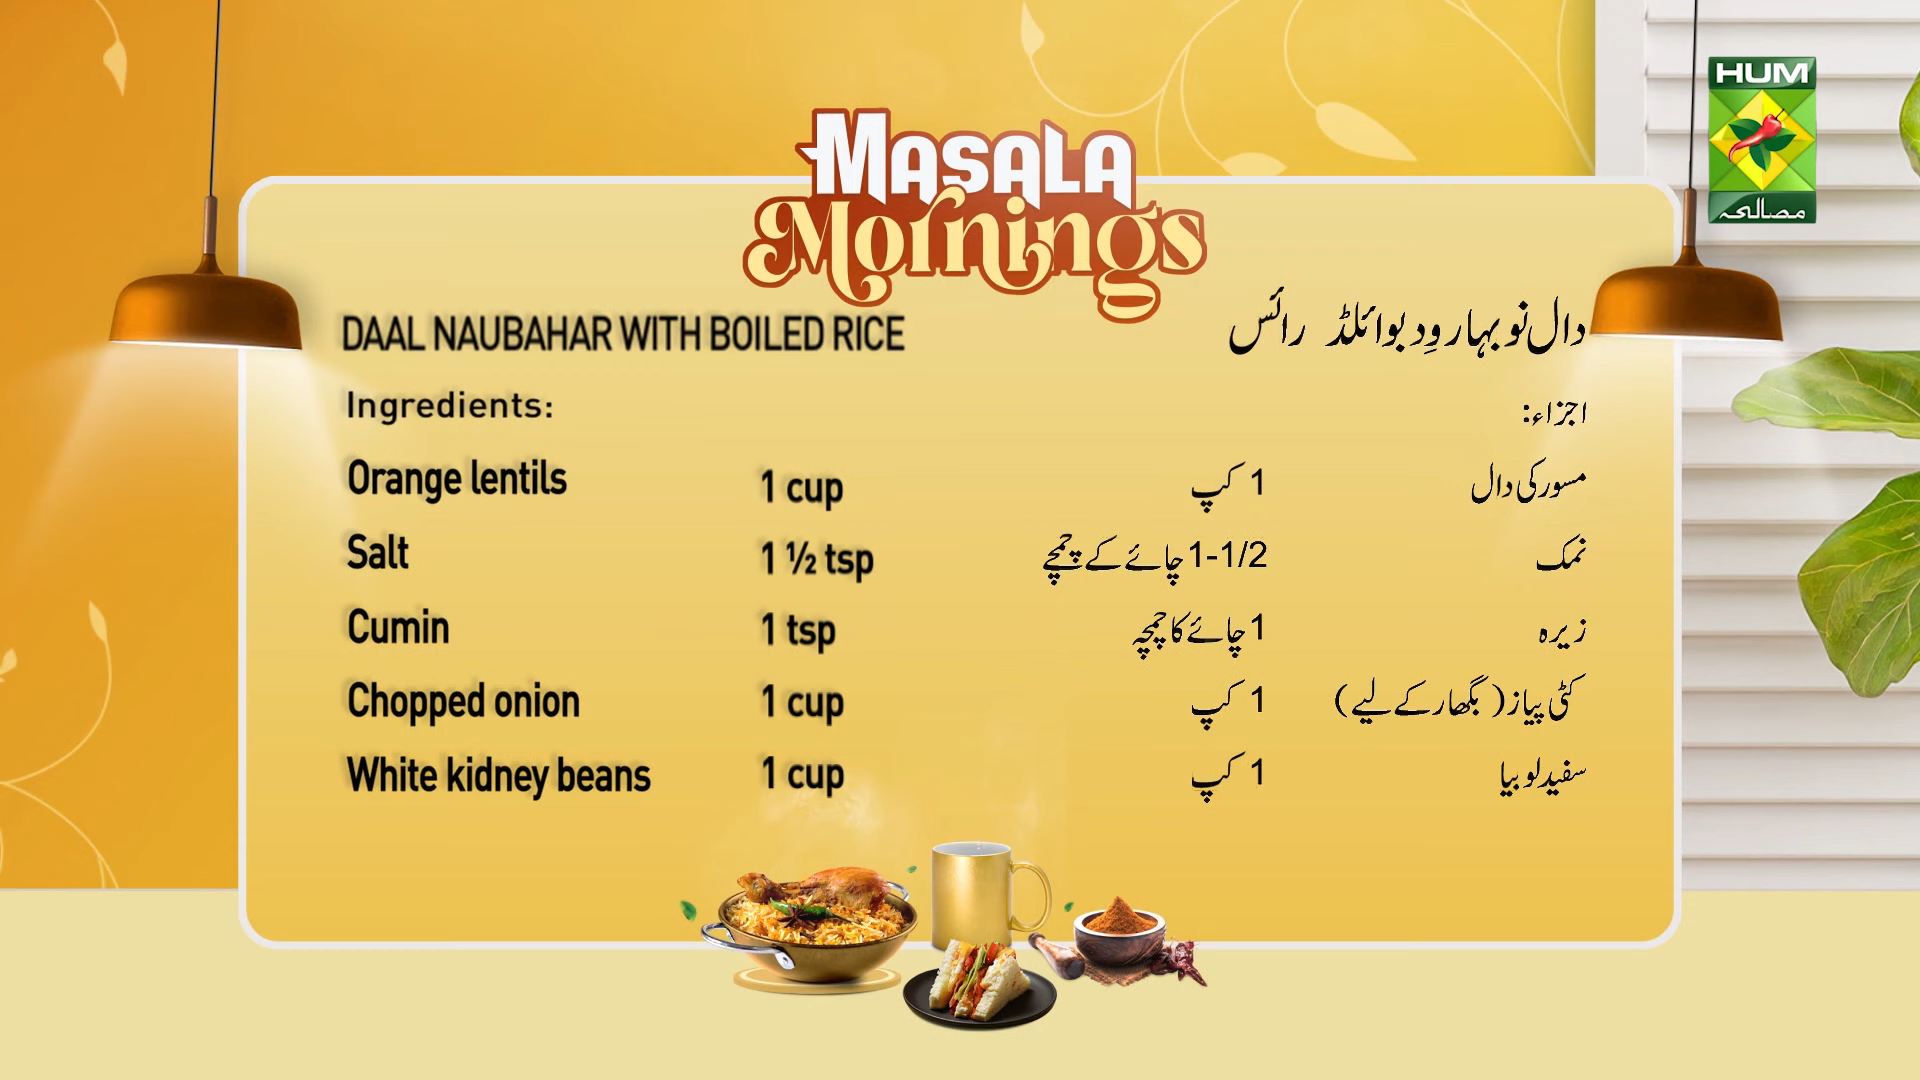 HUM
مصالحہ
MASALA
Mornings
DAAL NAUBAHAR WITH BOILED RICE دال نوبہار وِد بوائلڈ رائس
Ingredients: اجزاء:
Orange lentils 1 cup 1 کپ مسور کی دال
Salt 1 ½ tsp 1-1/2 چائے کے چمچے نمک
Cumin 1 tsp 1 چائے کا چمچہ زیرہ
Chopped onion 1 cup 1 کپ کٹی پیاز (بگھار کے لیے)
White kidney beans 1 cup 1 کپ سفید لوبیا